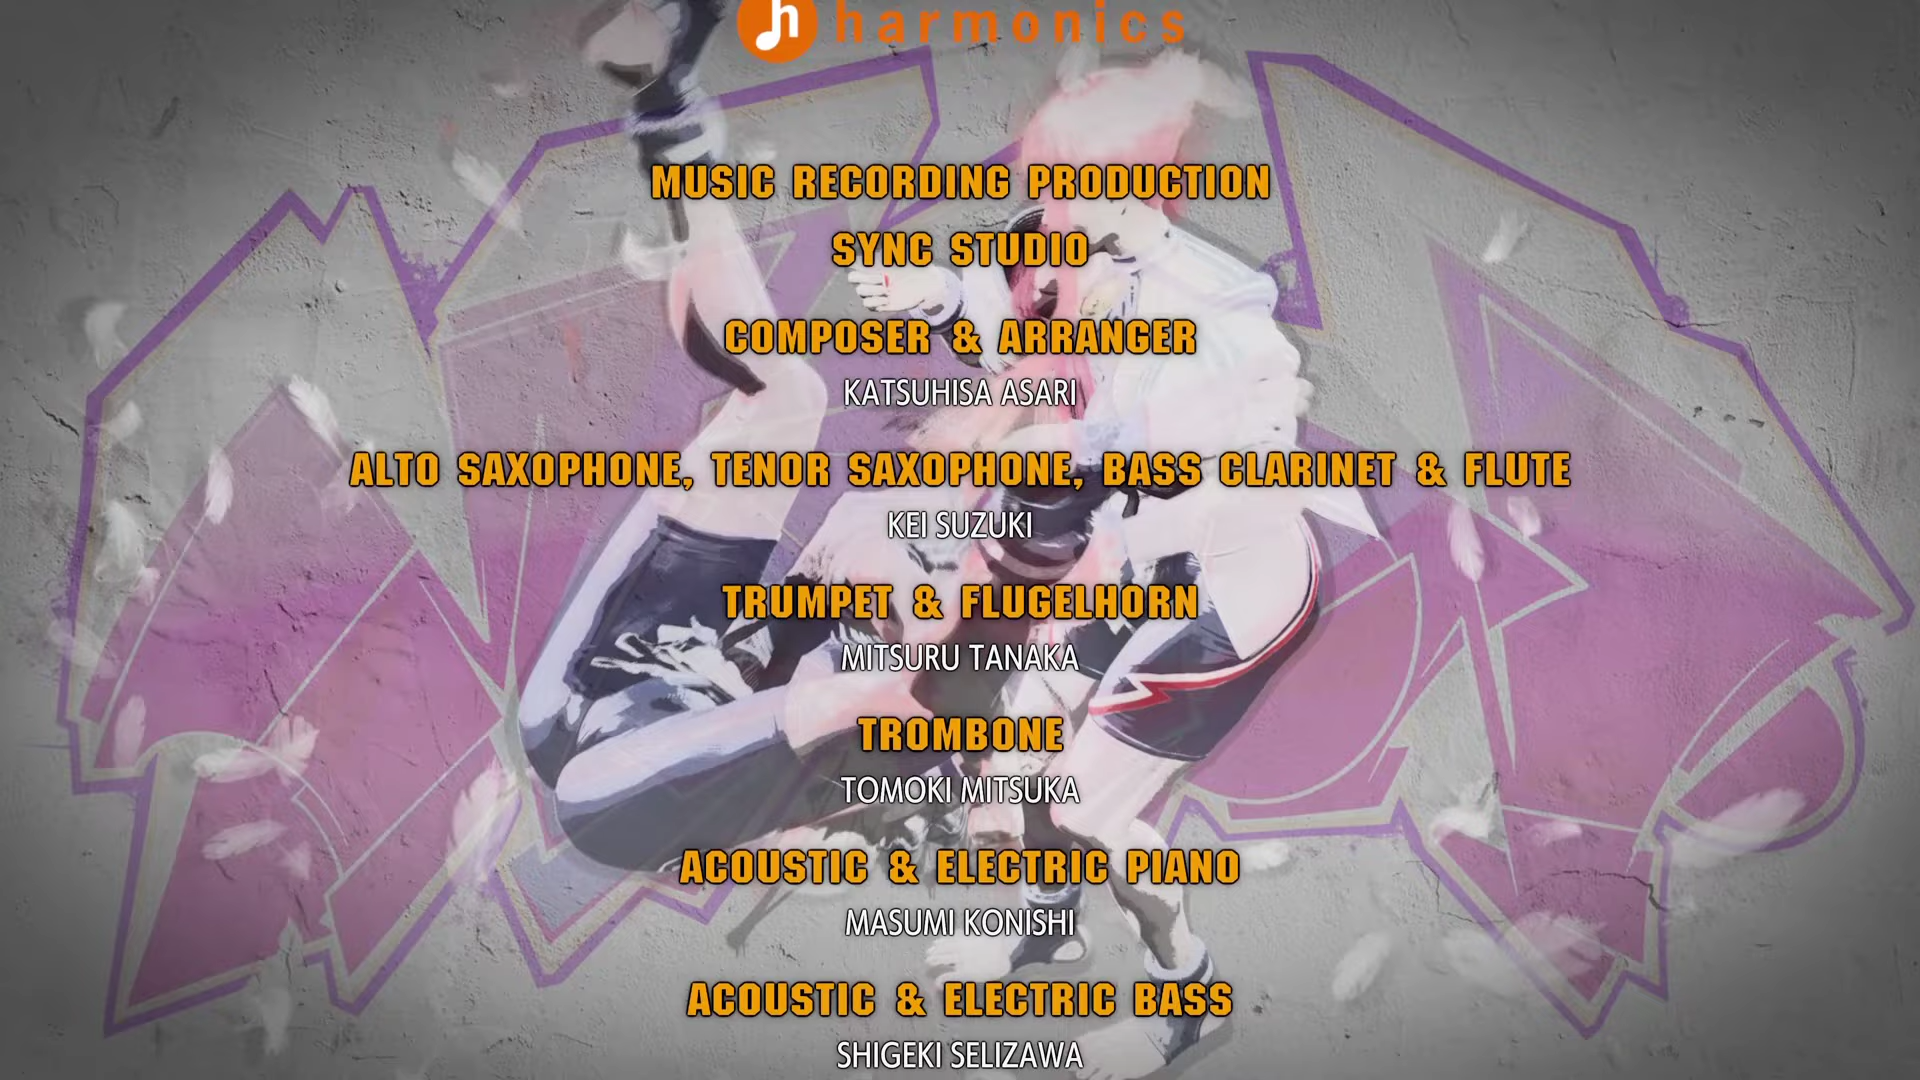 harmonics
MUSIC RECORDING PRODUCTION
SYNC STUDIO
COMPOSER & ARRANGER
KATSUHISA ASARI
ALTO SAXOPHONE, TENOR SAXOPHONE, BASS CLARINET & FLUTE
KEI SUZUKI
TRUMPET & FLUGELHORN
MITSURU TANAKA
TROMBONE
TOMOKI MITSUKA
ACOUSTIC & ELECTRIC PIANO
MASUMI KONISHI
ACOUSTIC & ELECTRIC BASS
SHIGEKI SELIZAWA